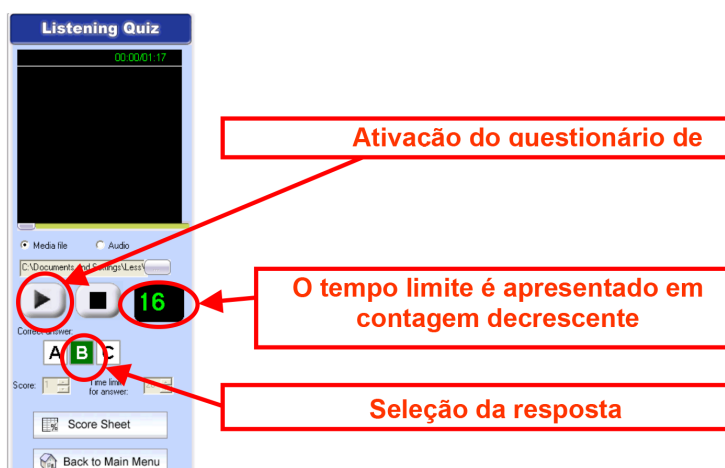 Listening Quiz
00:00/01:17
Ativação do questionário de
Media file Audio
C:\Documents and Settings\Less\
16
O tempo limite é apresentado em
contagem decrescente
Correct answer:
A B C
Score: 1 Time limit
for answer:
Seleção da resposta
Score Sheet
Back to Main Menu